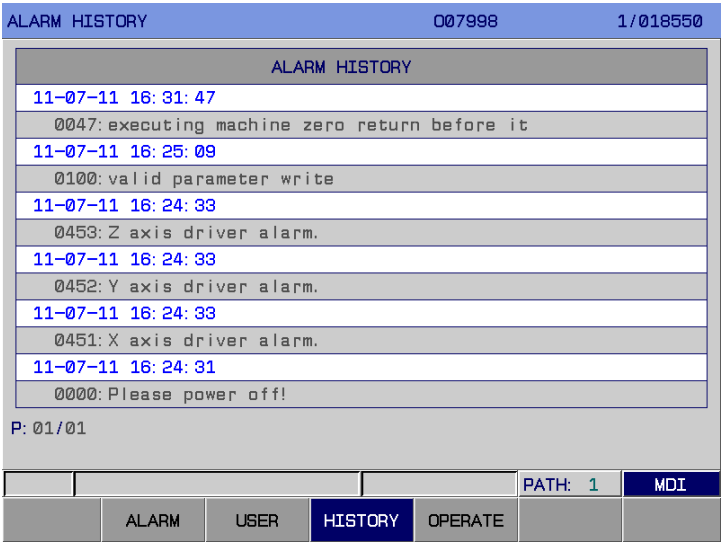 ALARM HISTORY O07998 1/018550
ALARM HISTORY
11-07-11 16:31:47
0047:executing machine zero return before it
11-07-11 16:25:09
0100:valid parameter write
11-07-11 16:24:33
0453:Z axis driver alarm.
11-07-11 16:24:33
0452:Y axis driver alarm.
11-07-11 16:24:33
0451:X axis driver alarm.
11-07-11 16:24:31
0000:Please power off!
P:01/01
PATH: 1 MDI
ALARM USER HISTORY OPERATE